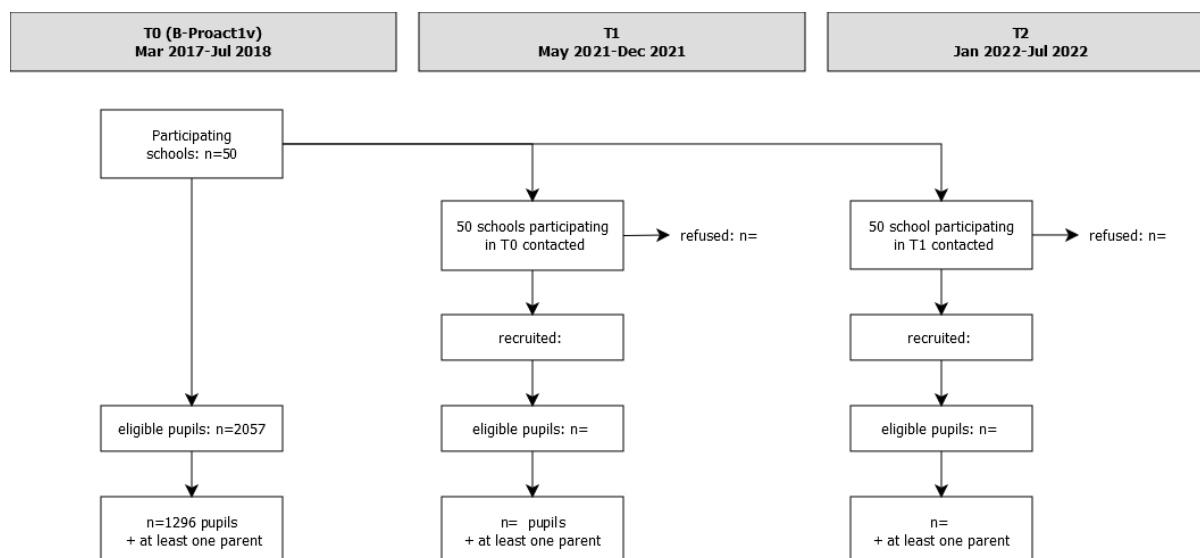 T0 (B-Proact1v)
Mar 2017-Jul 2018
T1
May 2021-Dec 2021
T2
Jan 2022-Jul 2022
Participating
schools: n=50
50 schools participating
in T0 contacted
refused: n=
50 school participating
in T1 contacted
refused: n=
recruited:
recruited:
eligible pupils: n=2057
eligible pupils: n=
eligible pupils: n=
n=1296 pupils
+ at least one parent
n=  pupils
+ at least one parent
n=
+ at least one parent